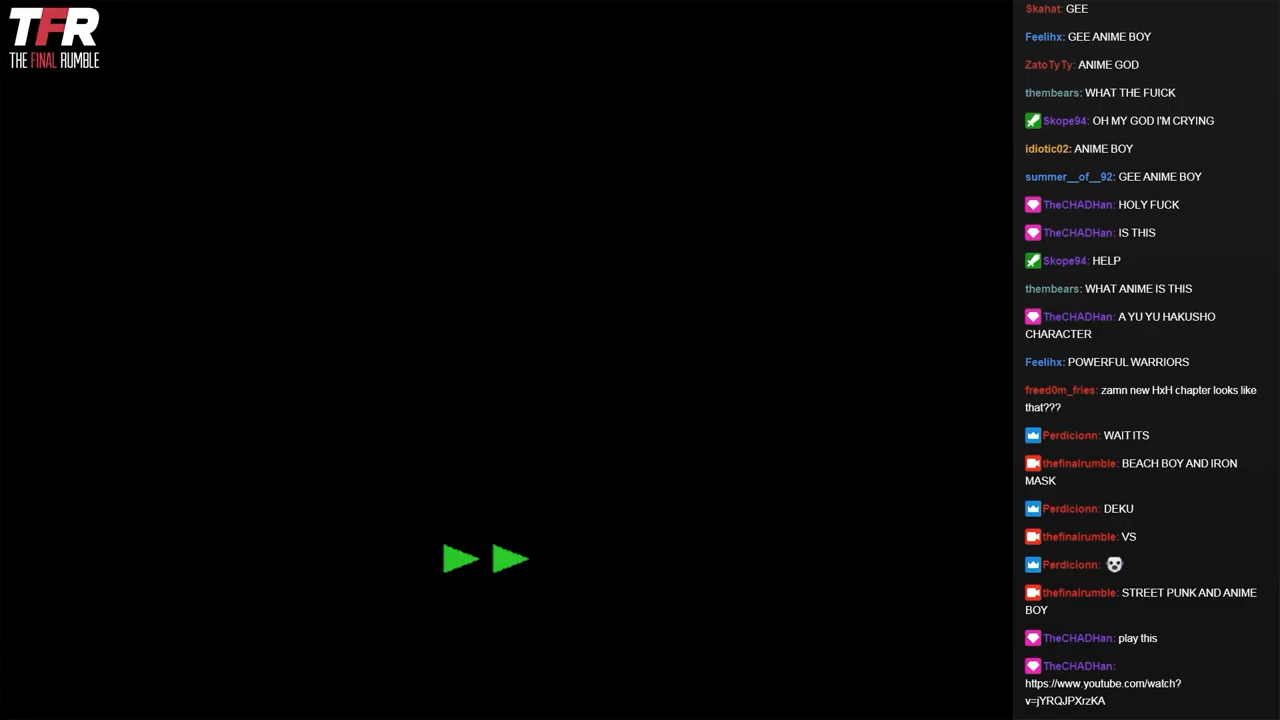 TFR
THE FINAL RUMBLE
Skahat: GEE
Feelihx: GEE ANIME BOY
ZatoTyTy: ANIME GOD
thembears: WHAT THE FUICK
Skope94: OH MY GOD I'M CRYING
idiotic02: ANIME BOY
summer__of__92: GEE ANIME BOY
TheCHADHan: HOLY FUCK
TheCHADHan: IS THIS
Skope94: HELP
thembears: WHAT ANIME IS THIS
TheCHADHan: A YU YU HAKUSHO
CHARACTER
Feelihx: POWERFUL WARRIORS
freed0m_fries: zamn new HxH chapter looks like
that???
Perdicionn: WAIT ITS
thefinalrumble: BEACH BOY AND IRON
MASK
Perdicionn: DEKU
thefinalrumble: VS
Perdicionn:
thefinalrumble: STREET PUNK AND ANIME
BOY
TheCHADHan: play this
TheCHADHan:
https://www.youtube.com/watch?
v=jYRQJPXrzKA